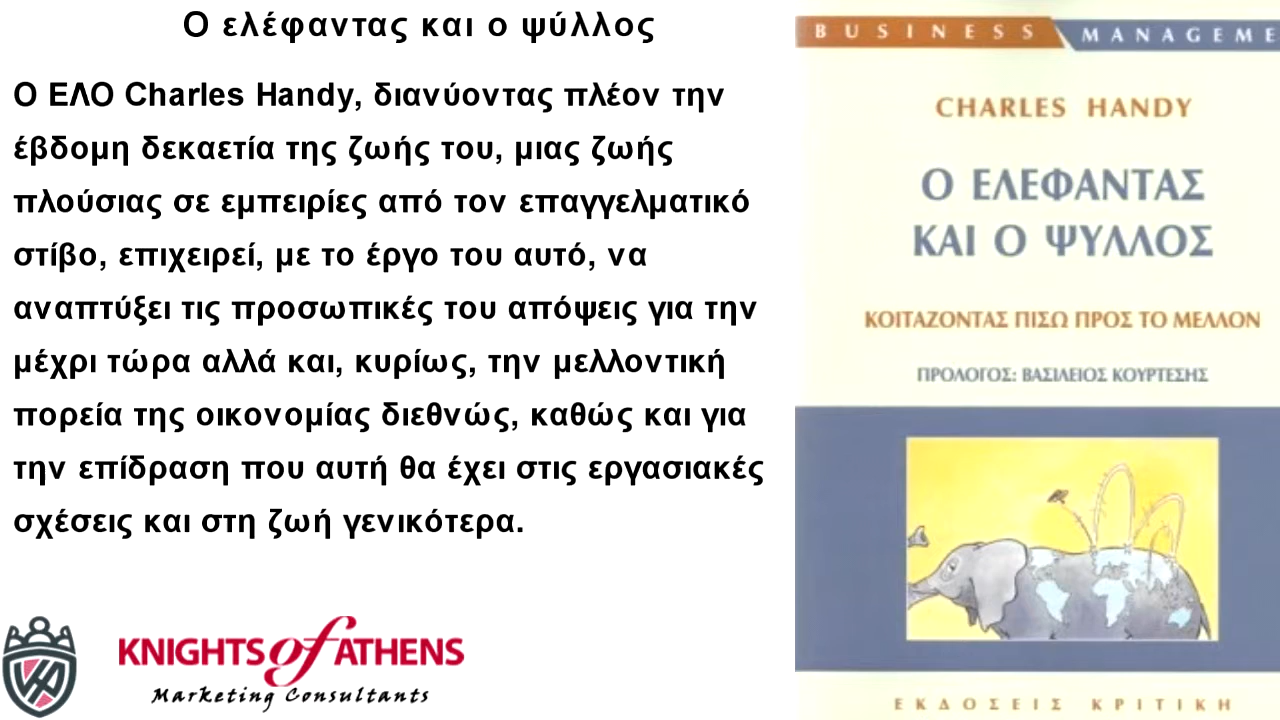 Ο ελέφαντας και ο ψύλλος
Ο ΕΛΟ Charles Handy, διανύοντας πλέον την
έβδομη δεκαετία της ζωής του, μιας ζωής
πλούσιας σε εμπειρίες από τον επαγγελματικό
στίβο, επιχειρεί, με το έργο του αυτό, να
αναπτύξει τις προσωπικές του απόψεις για την
μέχρι τώρα αλλά και, κυρίως, την μελλοντική
πορεία της οικονομίας διεθνώς, καθώς και για
την επίδραση που αυτή θα έχει στις εργασιακές
σχέσεις και στη ζωή γενικότερα.
KNIGHTS of ATHENS
Marketing Consultants
BUSINESS MANAGEME
CHARLES HANDY
Ο ΕΛΕΦΑΝΤΑΣ
ΚΑΙ Ο ΨΥΛΛΟΣ
ΚΟΙΤΑΖΟΝΤΑΣ ΠΙΣΩ ΠΡΟΣ ΤΟ ΜΕΛΛΟΝ
ΠΡΟΛΟΓΟΣ: ΒΑΣΙΛΕΙΟΣ ΚΟΥΡΤΕΣΗΣ
ΕΚΔΟΣΕΙΣ ΚΡΙΤΙΚΗ